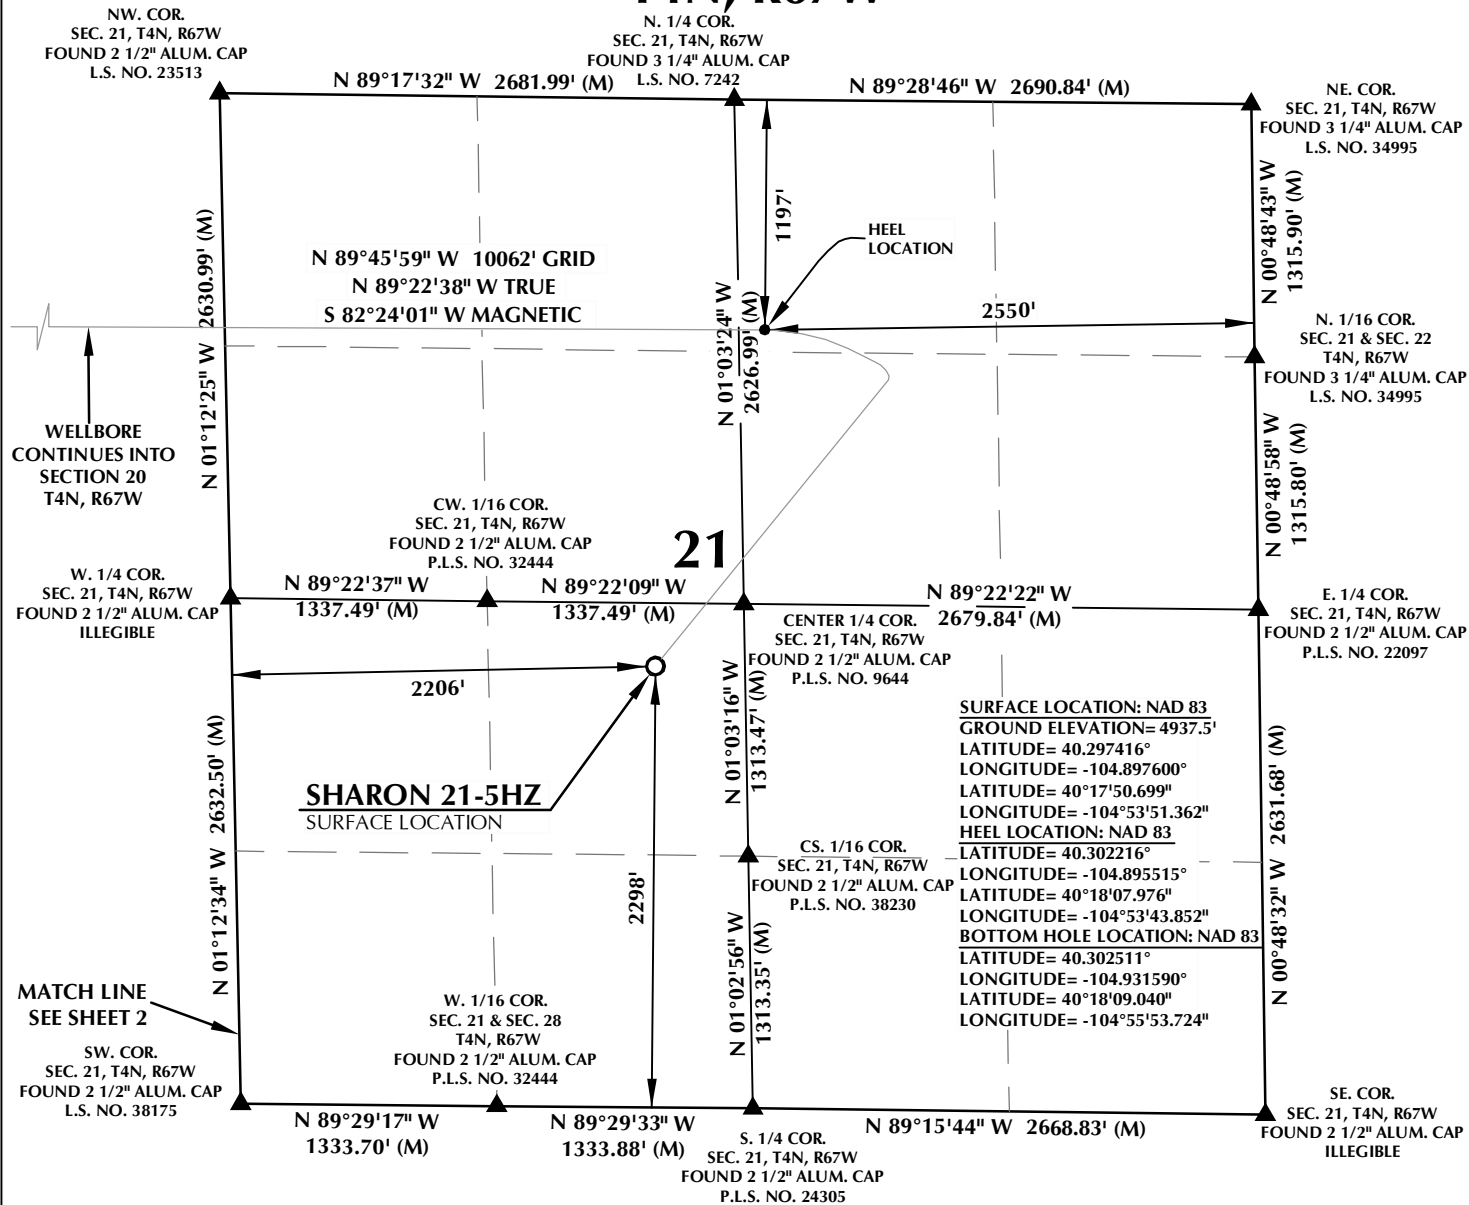 NW. COR.
SEC. 21, T4N, R67W
FOUND 2 1/2" ALUM. CAP
L.S. NO. 23513
N. 1/4 COR.
SEC. 21, T4N, R67W
FOUND 3 1/4" ALUM. CAP
L.S. NO. 7242
N 89°17'32" W 2681.99' (M)
N 89°28'46" W 2690.84' (M)
NE. COR.
SEC. 21, T4N, R67W
FOUND 3 1/4" ALUM. CAP
L.S. NO. 34995
N 01°12'25" W 2630.99' (M)
1197'
HEEL
LOCATION
N 00°48'43" W
1315.90' (M)
N 89°45'59" W 10062' GRID
N 89°22'38" W TRUE
S 82°24'01" W MAGNETIC
N 01°03'24" W
2626.99' (M)
2550'
N. 1/16 COR.
SEC. 21 & SEC. 22
T4N, R67W
FOUND 3 1/4" ALUM. CAP
L.S. NO. 34995
WELLBORE
CONTINUES INTO
SECTION 20
T4N, R67W
N 00°48'58" W
1315.80' (M)
CW. 1/16 COR.
SEC. 21, T4N, R67W
FOUND 2 1/2" ALUM. CAP
P.L.S. NO. 32444
21
W. 1/4 COR.
SEC. 21, T4N, R67W
FOUND 2 1/2" ALUM. CAP
ILLEGIBLE
N 89°22'37" W
1337.49' (M)
N 89°22'09" W
1337.49' (M)
N 89°22'22" W
2679.84' (M)
E. 1/4 COR.
SEC. 21, T4N, R67W
FOUND 2 1/2" ALUM. CAP
P.L.S. NO. 22097
CENTER 1/4 COR.
SEC. 21, T4N, R67W
FOUND 2 1/2" ALUM. CAP
P.L.S. NO. 9644
2206'
N 01°03'16" W
1313.47' (M)
N 01°12'34" W 2632.50' (M)
SHARON 21-5HZ
SURFACE LOCATION
2298'
SURFACE LOCATION: NAD 83
GROUND ELEVATION= 4937.5'
LATITUDE= 40.297416°
LONGITUDE= -104.897600°
LATITUDE= 40°17'50.699"
LONGITUDE= -104°53'51.362"
HEEL LOCATION: NAD 83
LATITUDE= 40.302216°
LONGITUDE= -104.895515°
LATITUDE= 40°18'07.976"
LONGITUDE= -104°53'43.852"
BOTTOM HOLE LOCATION: NAD 83
LATITUDE= 40.302511°
LONGITUDE= -104.931590°
LATITUDE= 40°18'09.040"
LONGITUDE= -104°55'53.724"
N 00°48'32" W 2631.68' (M)
CS. 1/16 COR.
SEC. 21, T4N, R67W
FOUND 2 1/2" ALUM. CAP
P.L.S. NO. 38230
N 01°02'56" W
1313.35' (M)
MATCH LINE
SEE SHEET 2
W. 1/16 COR.
SEC. 21 & SEC. 28
T4N, R67W
FOUND 2 1/2" ALUM. CAP
P.L.S. NO. 32444
SW. COR.
SEC. 21, T4N, R67W
FOUND 2 1/2" ALUM. CAP
L.S. NO. 38175
N 89°29'17" W
1333.70' (M)
N 89°29'33" W
1333.88' (M)
S. 1/4 COR.
SEC. 21, T4N, R67W
FOUND 2 1/2" ALUM. CAP
P.L.S. NO. 24305
N 89°15'44" W 2668.83' (M)
SE. COR.
SEC. 21, T4N, R67W
FOUND 2 1/2" ALUM. CAP
ILLEGIBLE